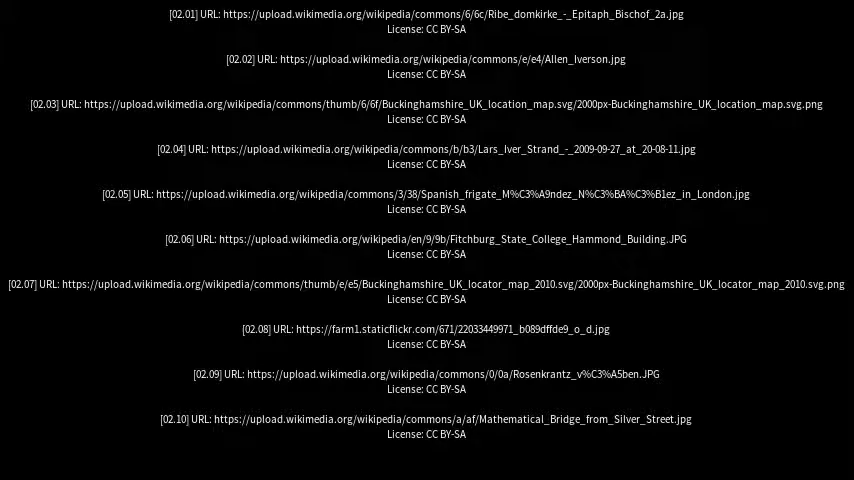 [02.01] URL: https://upload.wikimedia.org/wikipedia/commons/6/6c/Ribe_domkirke_-_Epitaph_Bischof_2a.jpg
License: CC BY-SA
[02.02] URL: https://upload.wikimedia.org/wikipedia/commons/e/e4/Allen_Iverson.jpg
License: CC BY-SA
[02.03] URL: https://upload.wikimedia.org/wikipedia/commons/thumb/6/6f/Buckinghamshire_UK_location_map.svg/2000px-Buckinghamshire_UK_location_map.svg.png
License: CC BY-SA
[02.04] URL: https://upload.wikimedia.org/wikipedia/commons/b/b3/Lars_Iver_Strand_-_2009-09-27_at_20-08-11.jpg
License: CC BY-SA
[02.05] URL: https://upload.wikimedia.org/wikipedia/commons/3/38/Spanish_frigate_M%C3%A9ndez_N%C3%BA%C3%B1ez_in_London.jpg
License: CC BY-SA
[02.06] URL: https://upload.wikimedia.org/wikipedia/en/9/9b/Fitchburg_State_College_Hammond_Building.JPG
License: CC BY-SA
[02.07] URL: https://upload.wikimedia.org/wikipedia/commons/thumb/e/e5/Buckinghamshire_UK_locator_map_2010.svg/2000px-Buckinghamshire_UK_locator_map_2010.svg.png
License: CC BY-SA
[02.08] URL: https://farm1.staticflickr.com/671/22033449971_b089dffde9_o_d.jpg
License: CC BY-SA
[02.09] URL: https://upload.wikimedia.org/wikipedia/commons/0/0a/Rosenkrantz_v%C3%A5ben.JPG
License: CC BY-SA
[02.10] URL: https://upload.wikimedia.org/wikipedia/commons/a/af/Mathematical_Bridge_from_Silver_Street.jpg
License: CC BY-SA